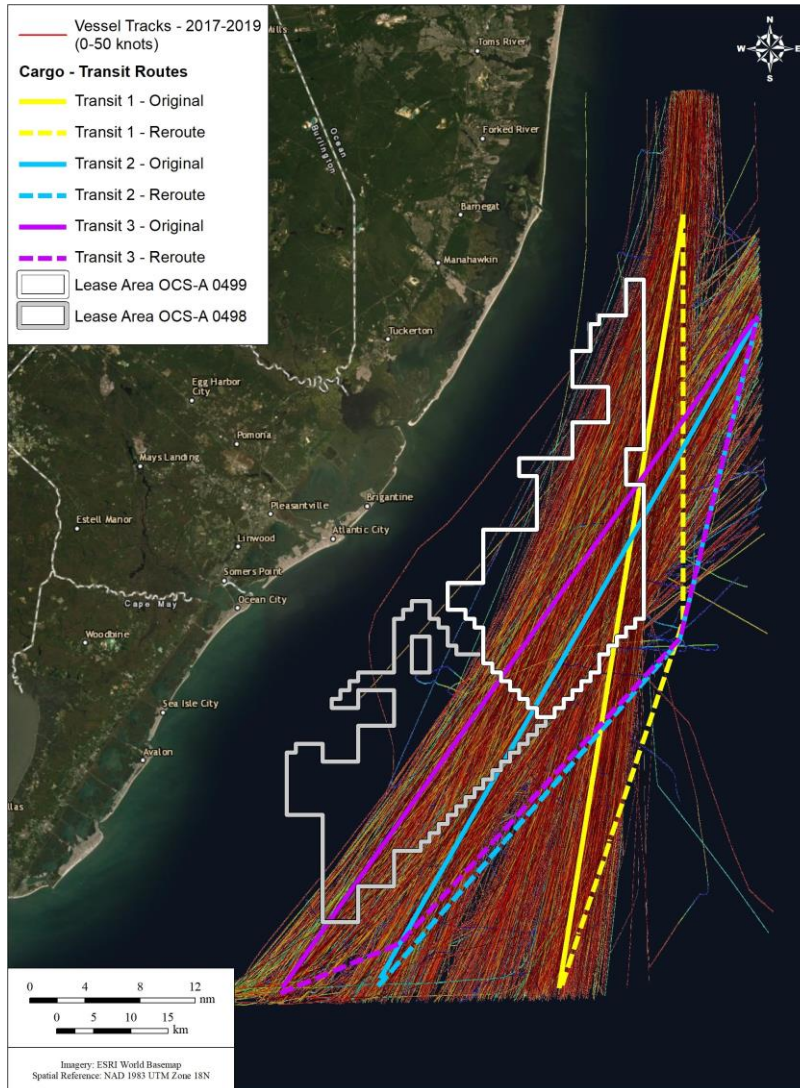 Vessel Tracks - 2017-2019
(0-50 knots)
Cargo - Transit Routes
Transit 1 - Original
Transit 1 - Reroute
Transit 2 - Original
Transit 2 - Reroute
Transit 3 - Original
Transit 3 - Reroute
Lease Area OCS-A 0499
Lease Area OCS-A 0498
N
W
E
S
Toms River
Ocean
Burlington
Forked River
Barnegat
Manahawkin
Tuckerton
Egg Harbor
City
Pomona
Mays Landing
Pleasantville
Brigantine
Estell Manor
Atlantic City
Linwood
Somers Point
Cape May
Ocean City
Woodbine
Sea Isle City
Avalon
0 4 8 12
nm
0 5 10 15
km
Imagery: ESRI World Basemap
Spatial Reference: NAD 1983 UTM Zone 18N